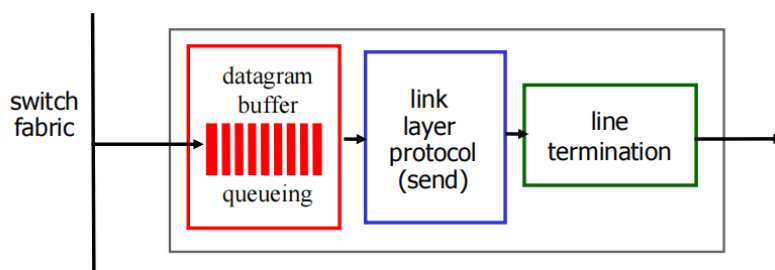 switch
fabric
datagram
buffer
queueing
link
layer
protocol
(send)
line
termination